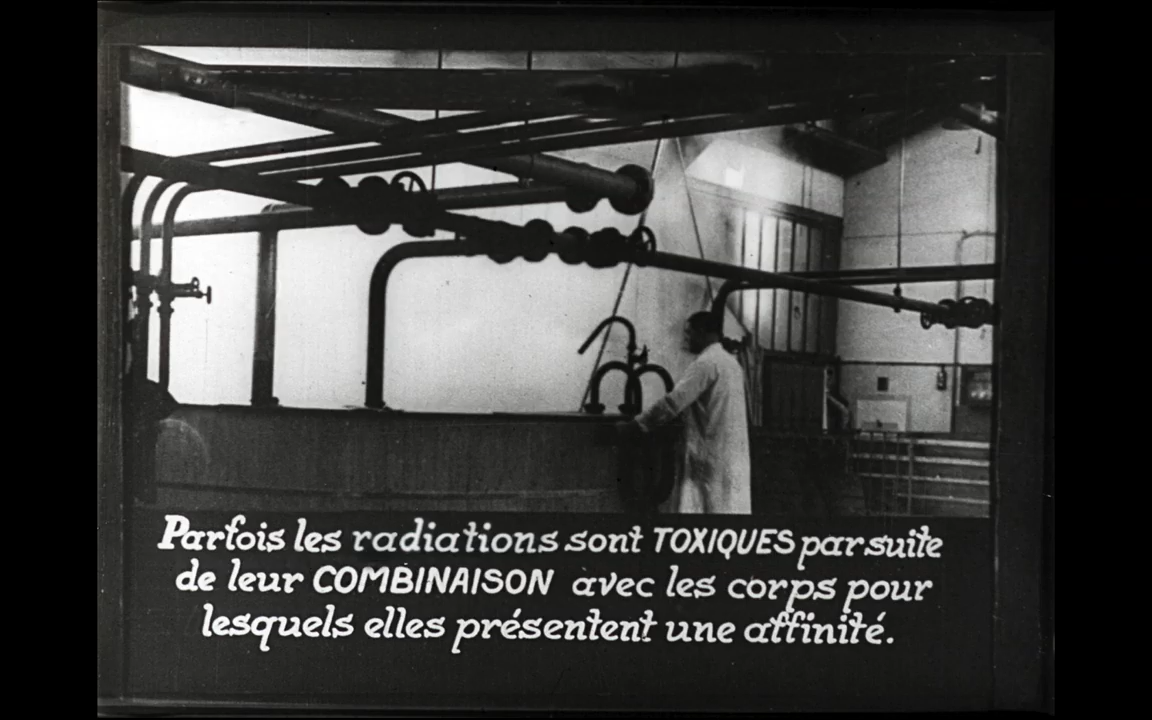 Parfois les radiations sont TOXIQUES par suite
de leur COMBINAISON avec les corps pour
lesquels elles présentent une affinité.